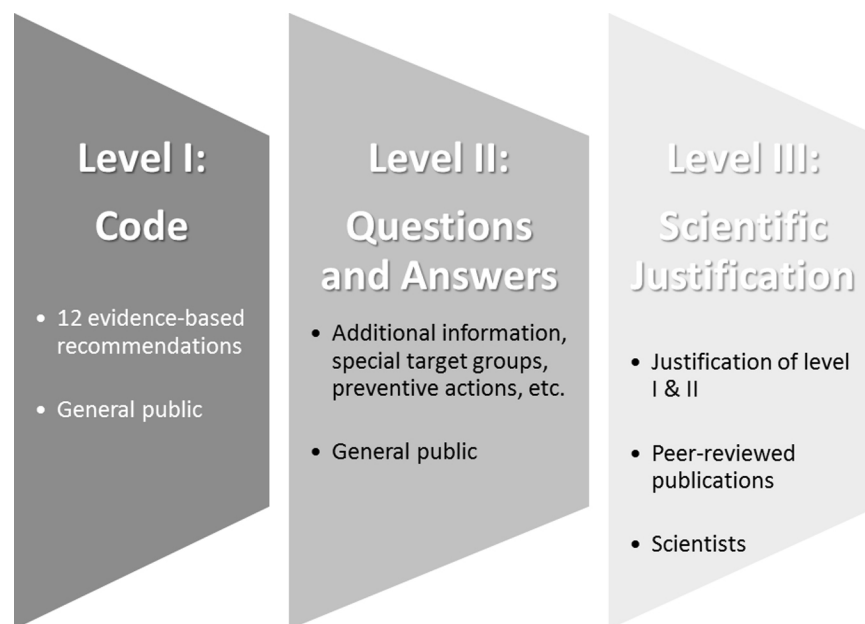 Level I:
Code
• 12 evidence-based
recommendations
• General public
Level II:
Questions
and Answers
• Additional information,
special target groups,
preventive actions, etc.
• General public
Level III:
Scientific
Justification
• Justification of level
I & II
• Peer-reviewed
publications
• Scientists